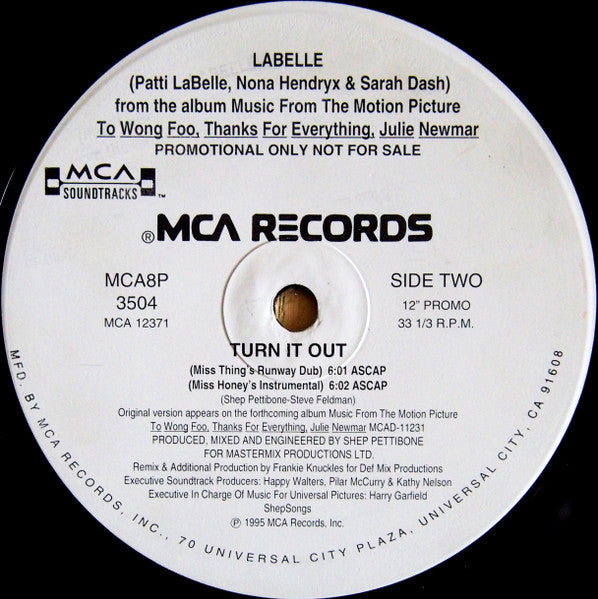 LABELLE
(Patti LaBelle, Nona Hendryx & Sarah Dash)
from the album Music From The Motion Picture
To Wong Foo, Thanks For Everything, Julie Newmar
PROMOTIONAL ONLY NOT FOR SALE
MCA
SOUNDTRACKS ™
®MCA RECORDS
MCA8P
3504
MCA 12371
SIDE TWO
12" PROMO
33 1/3 R.P.M.
TURN IT OUT
(Miss Thing's Runway Dub) 6:01 ASCAP
(Miss Honey's Instrumental) 6:02 ASCAP
(Shep Pettibone-Steve Feldman)
Original version appears on the forthcoming album Music From The Motion Picture
To Wong Foo, Thanks For Everything, Julie Newmar MCAD-11231
PRODUCED, MIXED AND ENGINEERED BY SHEP PETTIBONE
FOR MASTERMIX PRODUCTIONS LTD.
Remix & Additional Production by Frankie Knuckles for Def Mix Productions
Executive Soundtrack Producers: Happy Walters, Pilar McCurry & Kathy Nelson
Executive In Charge Of Music For Universal Pictures: Harry Garfield
ShepSongs
℗ 1995 MCA Records, Inc.
MFD. BY MCA RECORDS, INC., 70 UNIVERSAL CITY PLAZA, UNIVERSAL CITY, CA 91608